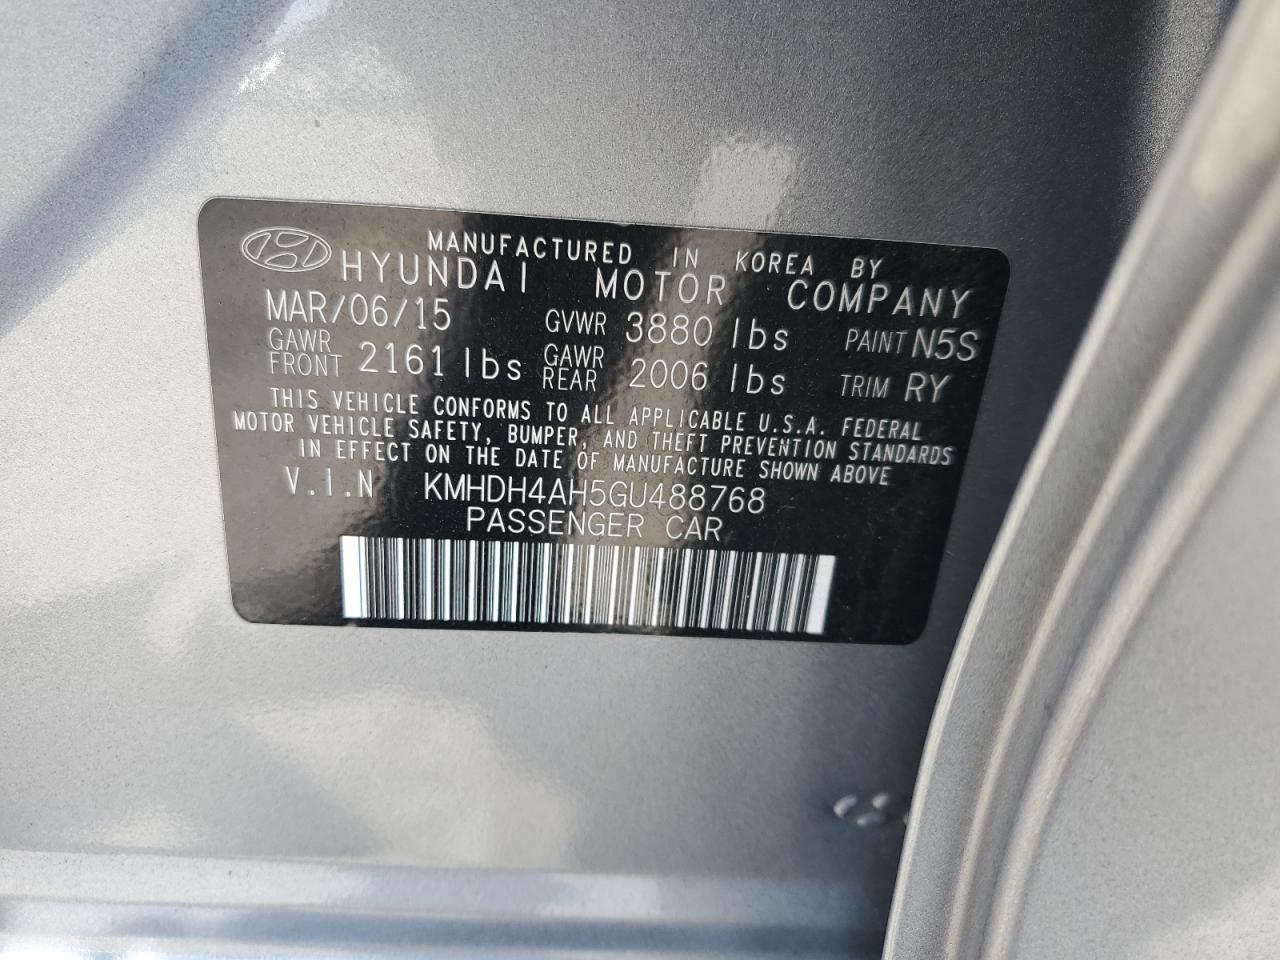 MANUFACTURED IN KOREA BY
HYUNDAI MOTOR COMPANY
MAR/06/15 GVWR 3880 lbs PAINT N5S
GAWR FRONT 2161 lbs GAWR REAR 2006 lbs TRIM RY
THIS VEHICLE CONFORMS TO ALL APPLICABLE U.S.A. FEDERAL
MOTOR VEHICLE SAFETY, BUMPER, AND THEFT PREVENTION STANDARDS
IN EFFECT ON THE DATE OF MANUFACTURE SHOWN ABOVE
V.I.N KMHDH4AH5GU488768
PASSENGER CAR